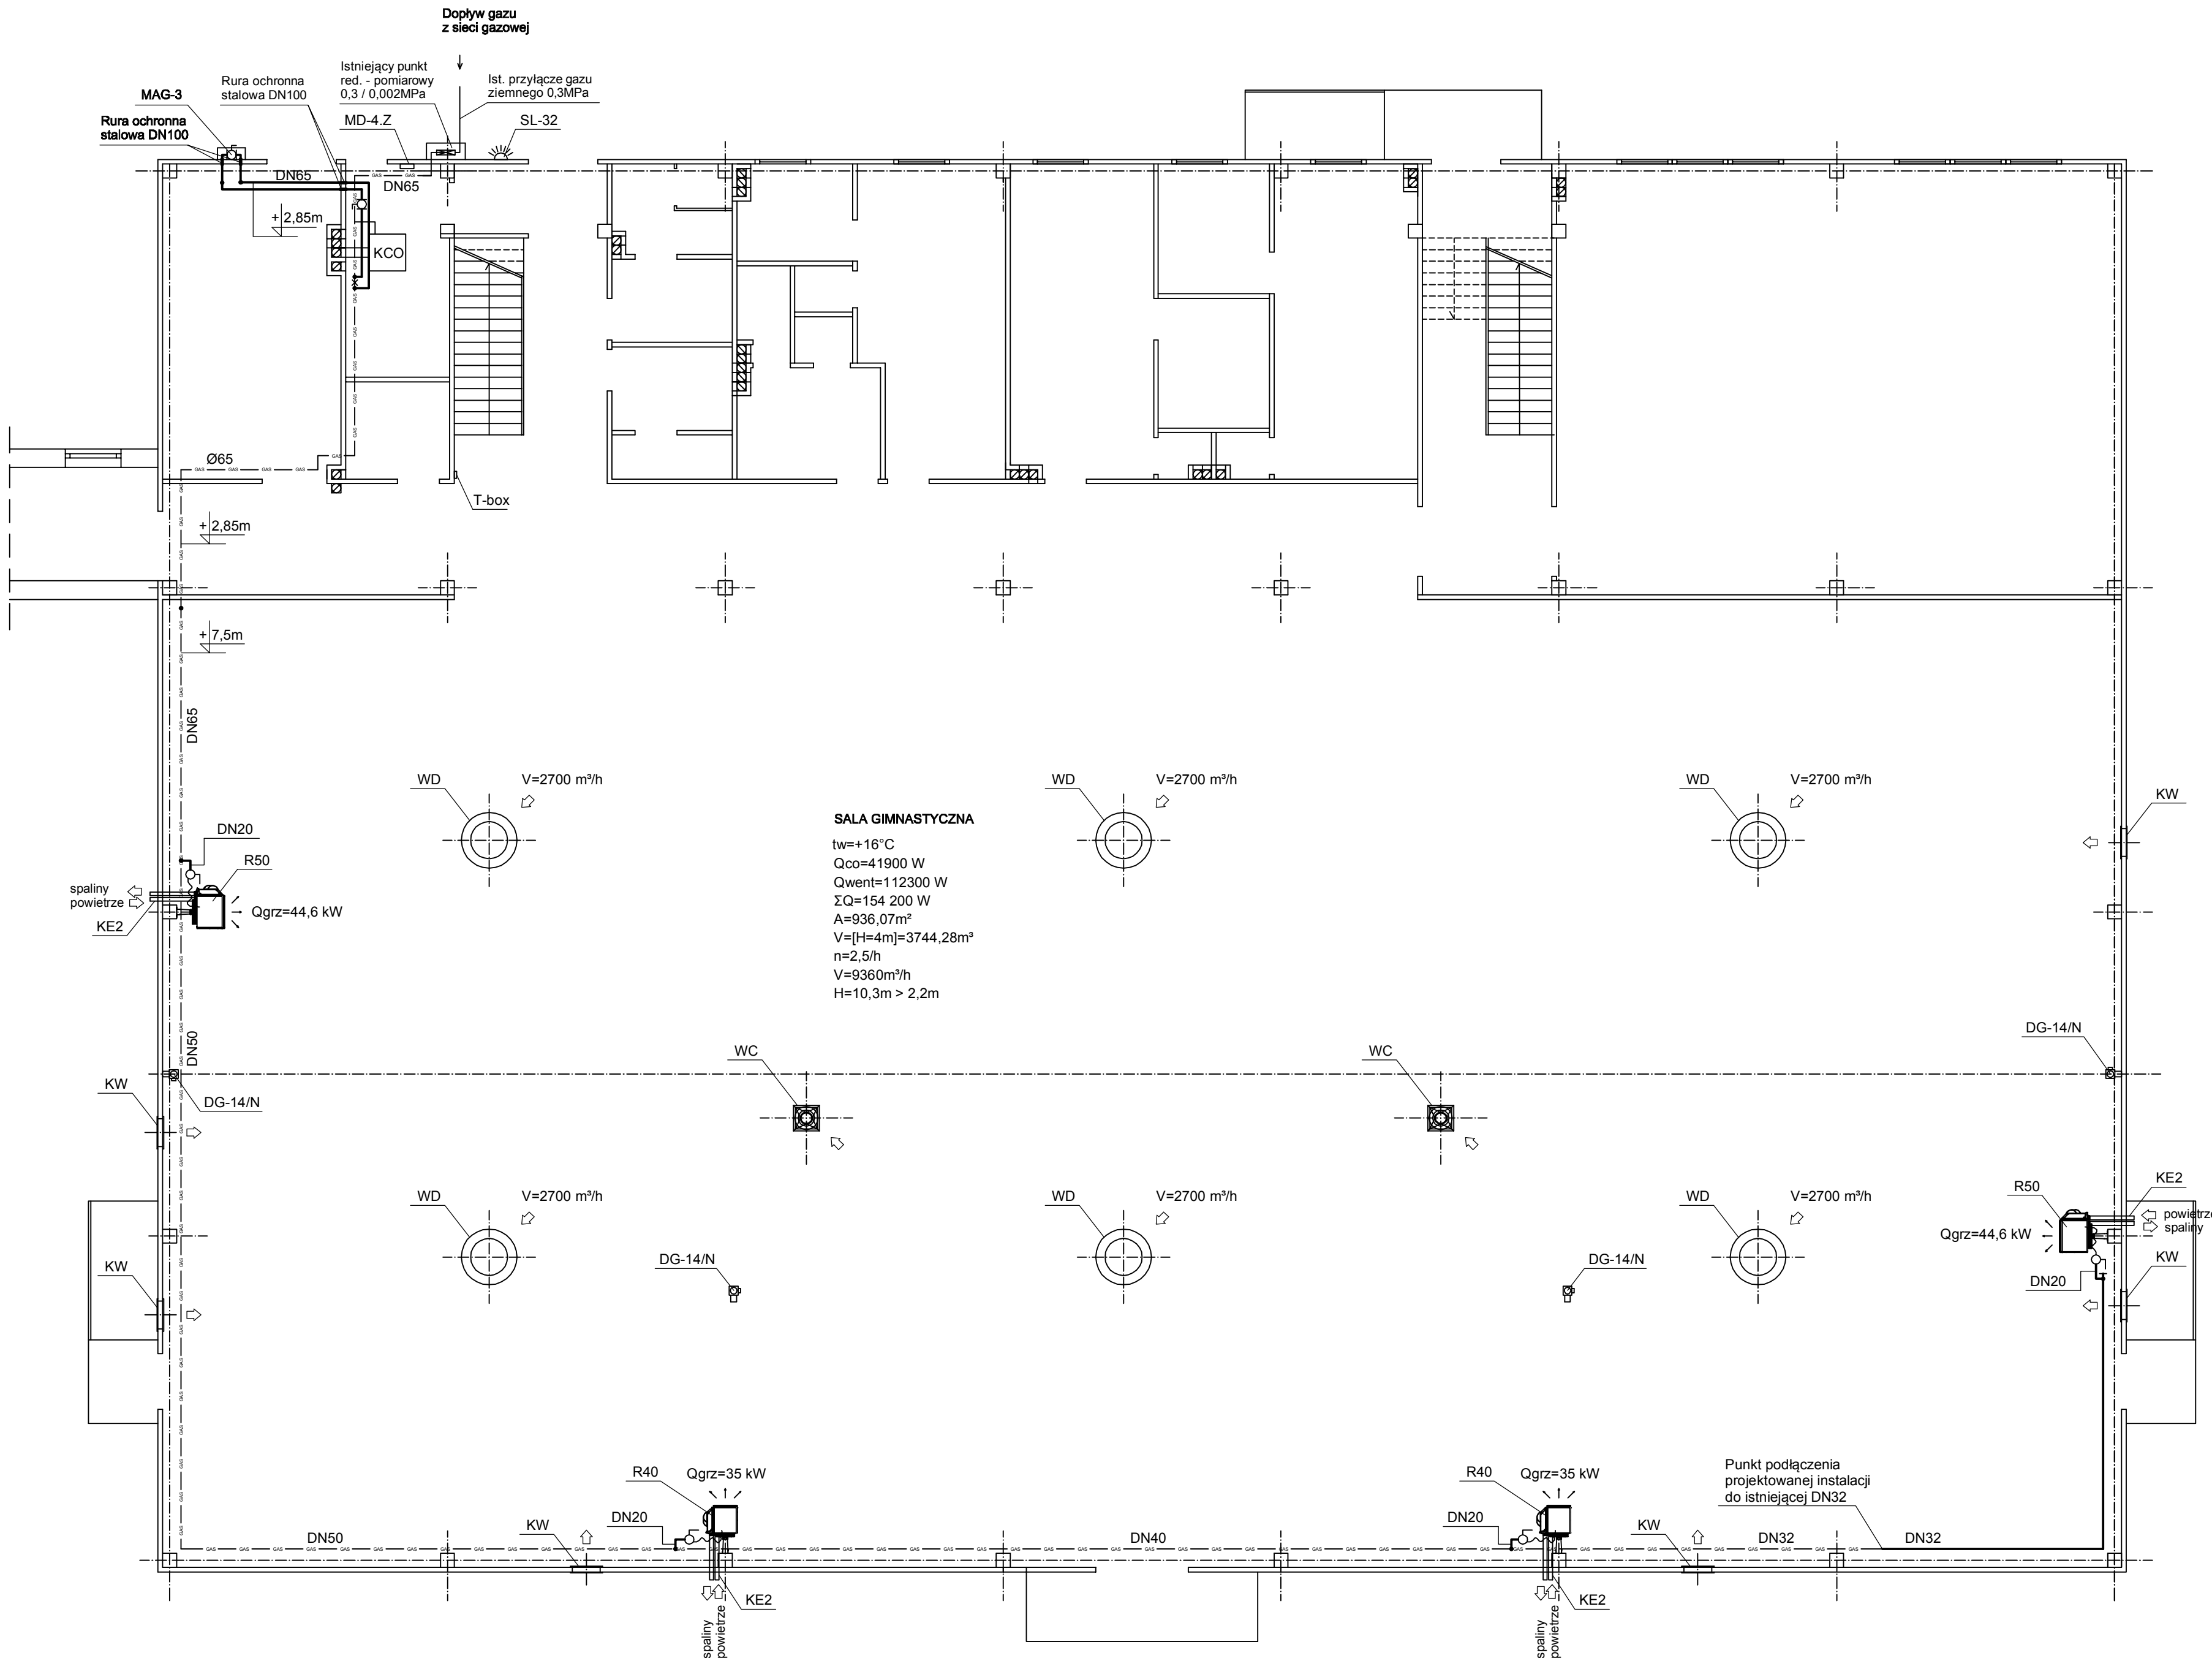 Dopływ gazu
z sieci gazowej
Istniejący punkt
red. - pomiarowy
0,3 / 0,002MPa
Ist. przyłącze gazu
ziemnego 0,3MPa
Rura ochronna
stalowa DN100
MAG-3
Rura ochronna
stalowa DN100
MD-4.Z
SL-32
DN65
DN65
+ 2,85m
KCO
Ø65
T-box
+ 2,85m
+ 7,5m
DN65
WD
V=2700 m³/h
WD
V=2700 m³/h
WD
V=2700 m³/h
KW
DN20
R50
spaliny
powietrze
KE2
Qgrz=44,6 kW
SALA GIMNASTYCZNA
tw=+16°C
Qco=41900 W
Qwent=112300 W
ΣQ=154 200 W
A=936,07m²
V=[H=4m]=3744,28m³
n=2,5/h
V=9360m³/h
H=10,3m > 2,2m
DN50
WC
WC
DG-14/N
KW
DG-14/N
WD
V=2700 m³/h
WD
V=2700 m³/h
WD
V=2700 m³/h
R50
KE2
powietrze
spaliny
Qgrz=44,6 kW
KW
DG-14/N
DG-14/N
KW
DN20
Punkt podłączenia
projektowanej instalacji
do istniejącej DN32
R40
Qgrz=35 kW
R40
Qgrz=35 kW
DN50
KW
DN20
DN40
DN20
KW
DN32
DN32
KE2
KE2
spaliny
powietrze
spaliny
powietrze